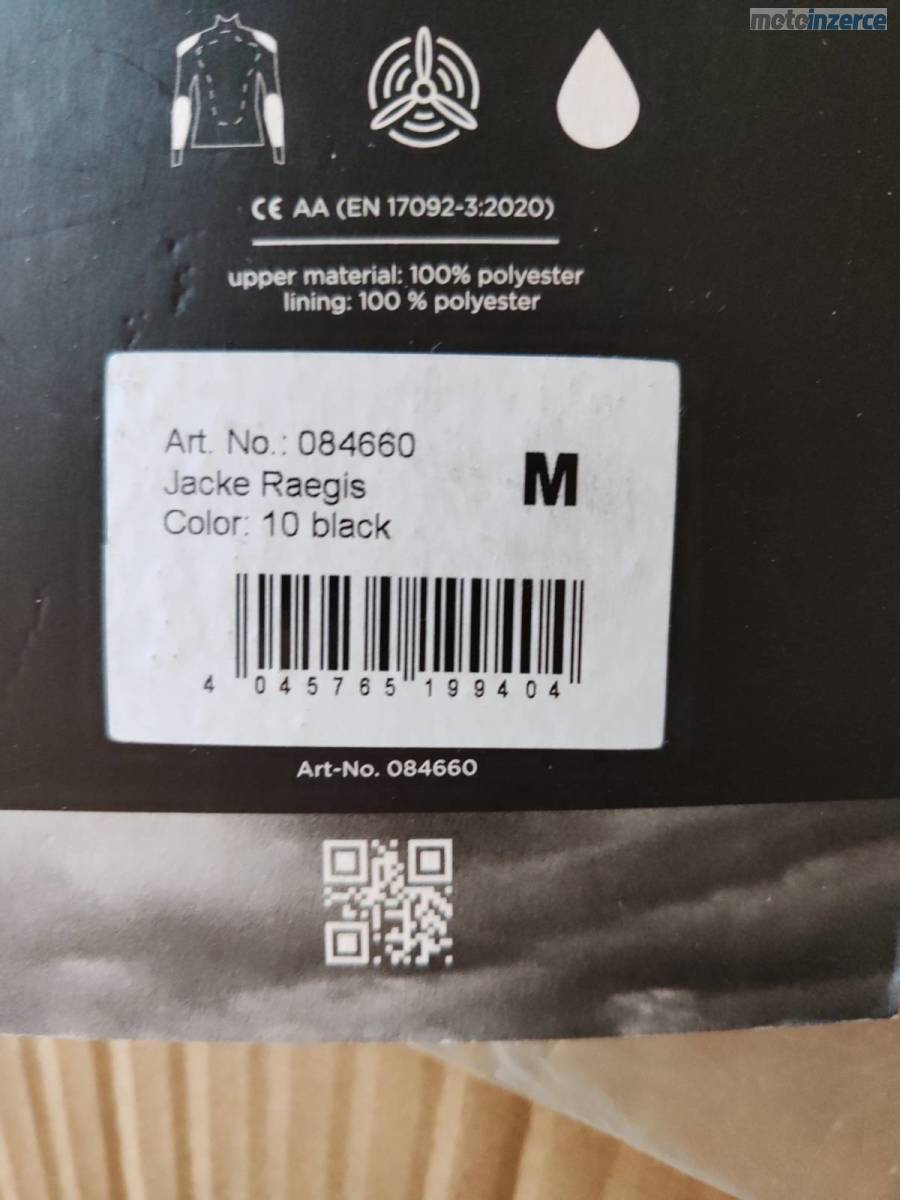 motoinzerce
CE AA (EN 17092-3:2020)
upper material: 100% polyester
lining: 100 % polyester
Art. No.: 084660
Jacke Raegis
Color: 10 black
M
4 045765 199404
Art-No. 084660